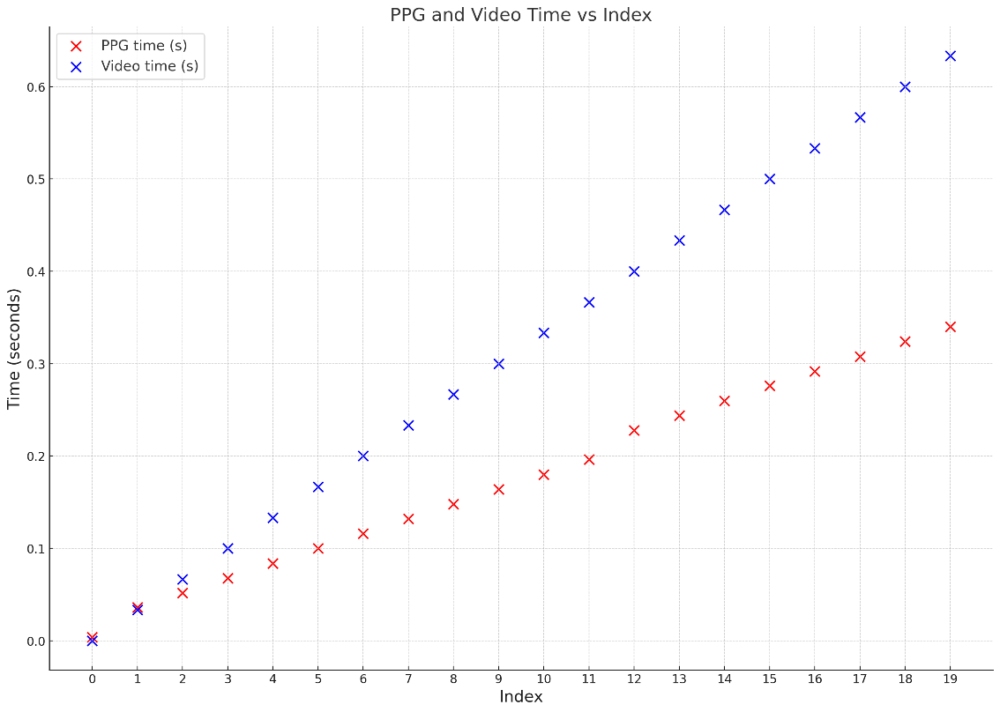 PPG and Video Time vs Index
PPG time (s)
Video time (s)
Time (seconds)
0.6
0.5
0.4
0.3
0.2
0.1
0.0
0 1 2 3 4 5 6 7 8 9 10 11 12 13 14 15 16 17 18 19
Index